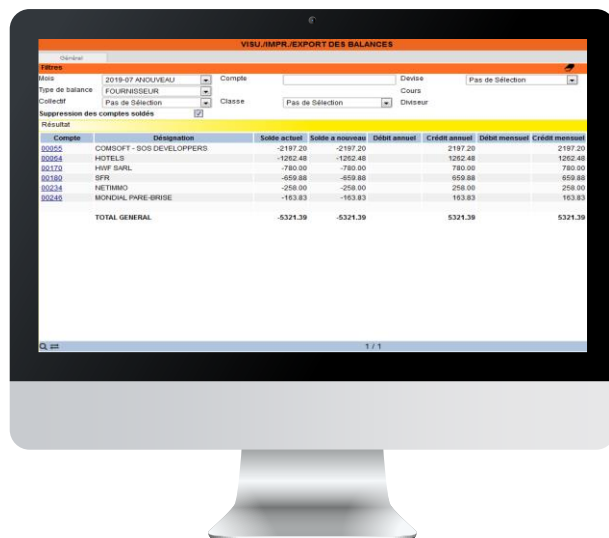 VISU./IMPR./EXPORT DES BALANCES
Général
Filtres
Mois 2019-07 ANOUVEAU Compte Devise Pas de Sélection
Type de balance FOURNISSEUR Cours
Collectif Pas de Sélection Classe Pas de Sélection Diviseur
Suppression des comptes soldés
Résultat
Compte Désignation Solde actuel Solde a nouveau Débit annuel Crédit annuel Débit mensuel Crédit mensuel
00055 COMSOFT - SOS DEVELOPPERS -2197.20 -2197.20 2197.20 2197.20
00064 HOTELS -1262.48 -1262.48 1262.48 1262.48
00170 HWF SARL -780.00 -780.00 780.00 780.00
00180 SFR -659.88 -659.88 659.88 659.88
00234 NETIMMO -258.00 -258.00 258.00 258.00
00246 MONDIAL PARE-BRISE -163.83 -163.83 163.83 163.83
TOTAL GENERAL -5321.39 -5321.39 5321.39 5321.39
1 / 1